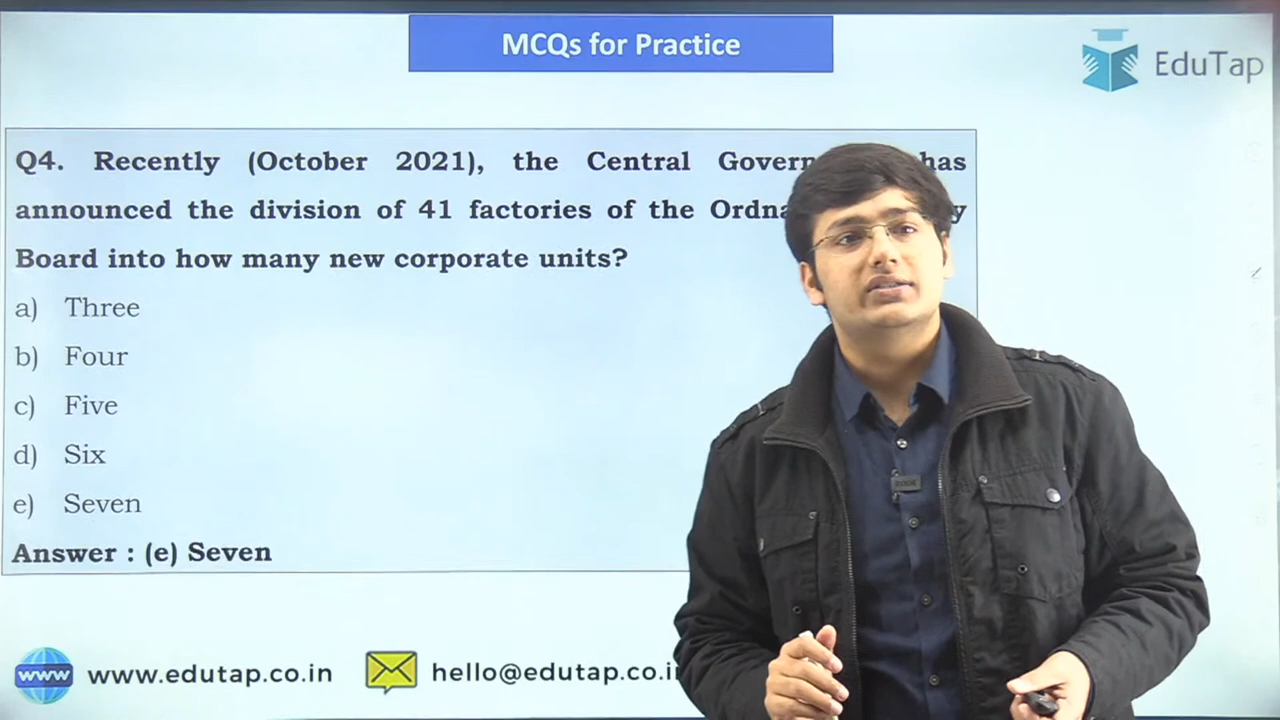 MCQs for Practice
EduTap
Q4. Recently (October 2021), the Central has
announced the division of 41 factories of the
Board into how many new corporate units?
a) Three
b) Four
c) Five
d) Six
e) Seven
Answer : (e) Seven
www
www.edutap.co.in
hello@edutap.co.i